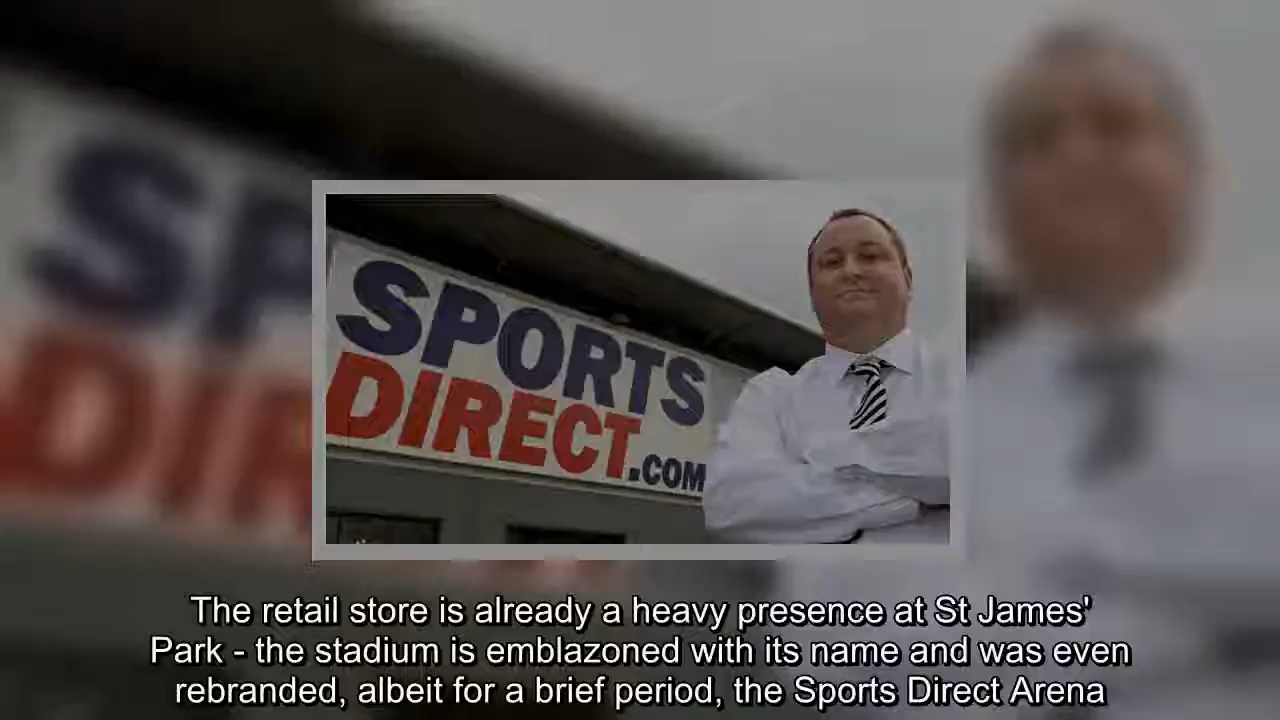 SPORTS
DIRECT.COM
The retail store is already a heavy presence at St James'
Park - the stadium is emblazoned with its name and was even
rebranded, albeit for a brief period, the Sports Direct Arena